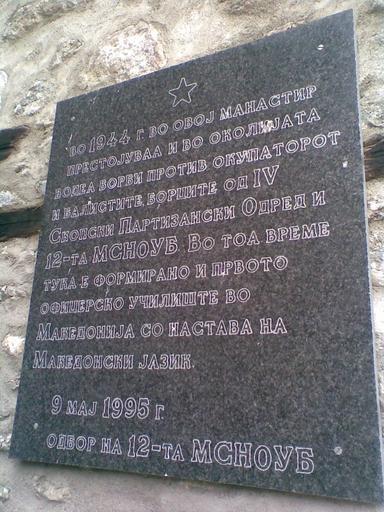 во 1944 г во овој манастир
престојуваа и во околијата
водеа борби против окупаторот
и балистите, борците од IV
Скопски Партизански Одред и
12-та МСНОУБ. Во тоа време
тука е формирано и првото
офицерско училиште во
Македонија со настава на
Македонски јазик.
9 мај 1995 г.
одбор на 12-та МСНОУБ